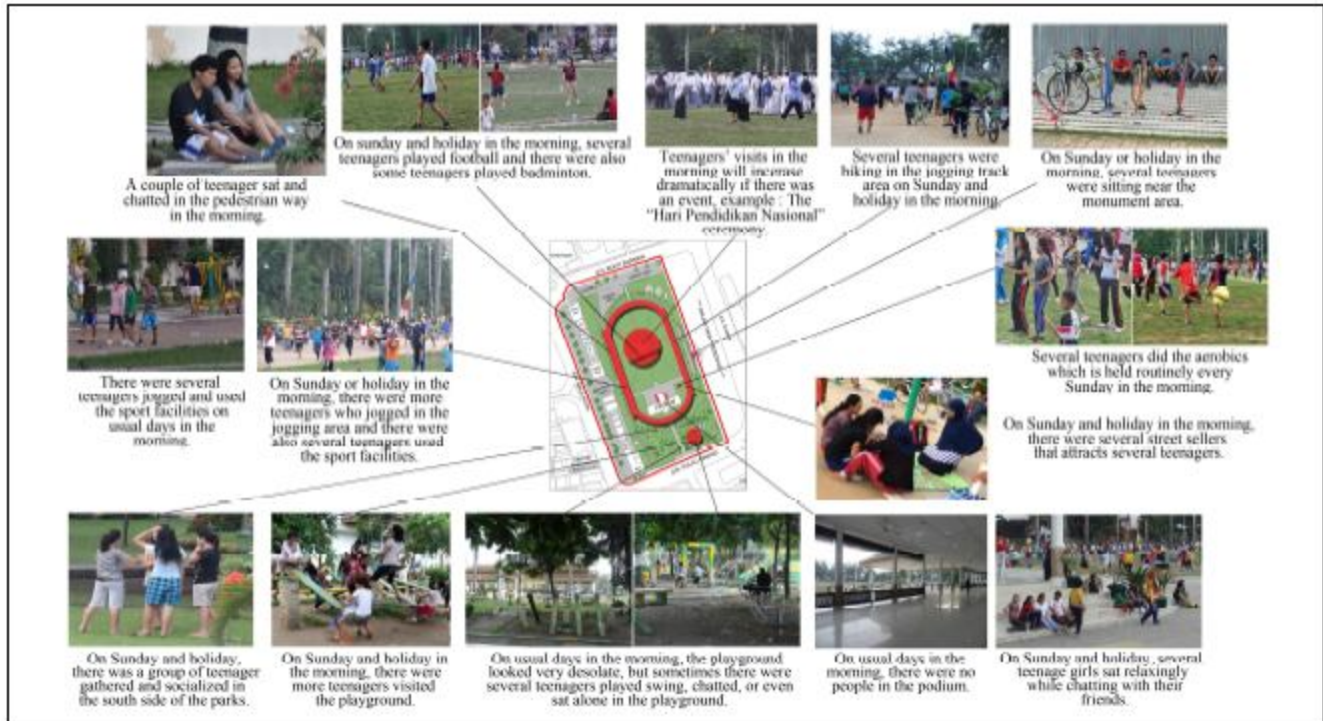 A couple of teenager sat and
chatted in the pedestrian way
in the morning.
On sunday and holiday in the morning, several
teenagers played football and there were also
some teenagers played badminton.
Teenagers' visits in the
morning will increase
dramatically if there was
an event, example : The
"Hari Pendidikan Nasional"
ceremony.
Several teenagers were
hiking in the jogging track
area on Sunday and
holiday in the morning.
On Sunday or holiday in the
morning, several teenagers
were sitting near the
monument area.
There were several
teenagers jogged and used
the sport facilities on
usual days in the
morning.
On Sunday or holiday in the
morning, there were more
teenagers who jogged in the
jogging area and there were
also several teenagers used
the sport facilities.
Several teenagers did the aerobics
which is held routinely every
Sunday in the morning.
On Sunday and holiday in the morning,
there were several street sellers
that attracts several teenagers.
On Sunday and holiday,
there was a group of teenager
gathered and socialized in
the south side of the parks.
On Sunday and holiday in
the morning, there were
more teenagers visited
the playground.
On usual days in the morning, the playground
looked very desolate, but sometimes there were
several teenagers played swing, chatted, or even
sat alone in the playground.
On usual days in the
morning, there were no
people in the podium.
On Sunday and holiday, several
teenage girls sat relaxingly
while chatting with their
friends.